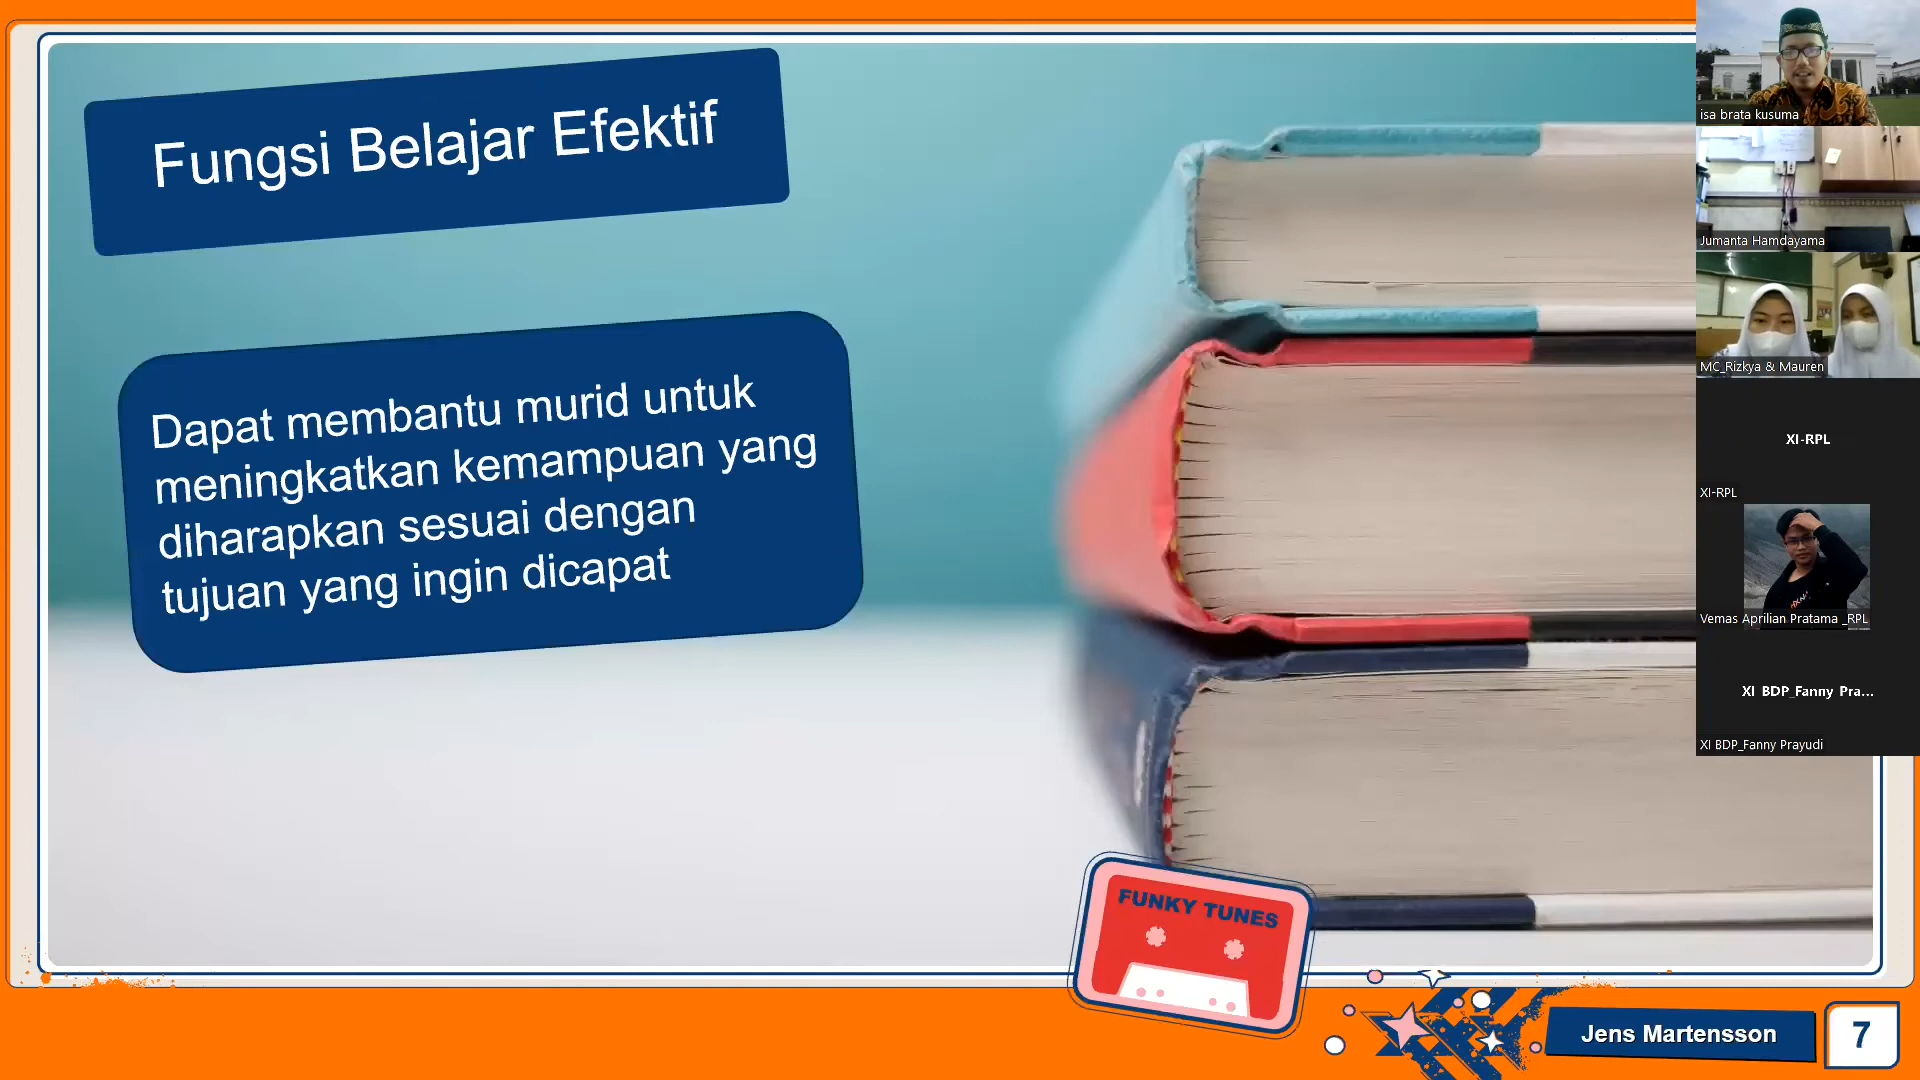 Fungsi Belajar Efektif
Dapat membantu murid untuk
meningkatkan kemampuan yang
diharapkan sesuai dengan
tujuan yang ingin dicapat
FUNKY TUNES
Jens Martensson
7
isa brata kusuma
Jumanta Hamdayama
MC_Rizkya & Mauren
XI-RPL
XI-RPL
Vemas Aprilian Pratama _RPL
XI BDP_Fanny Pra...
XI BDP_Fanny Prayudi